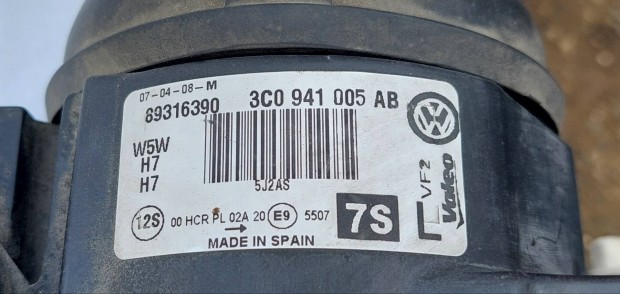 07-04-08-M
89316390 3C0 941 005 AB
W5W
H7
H7
5J2AS
12S 00 HCR PL 02A 20 E9 5507 7S L
VF2
Valeo
MADE IN SPAIN